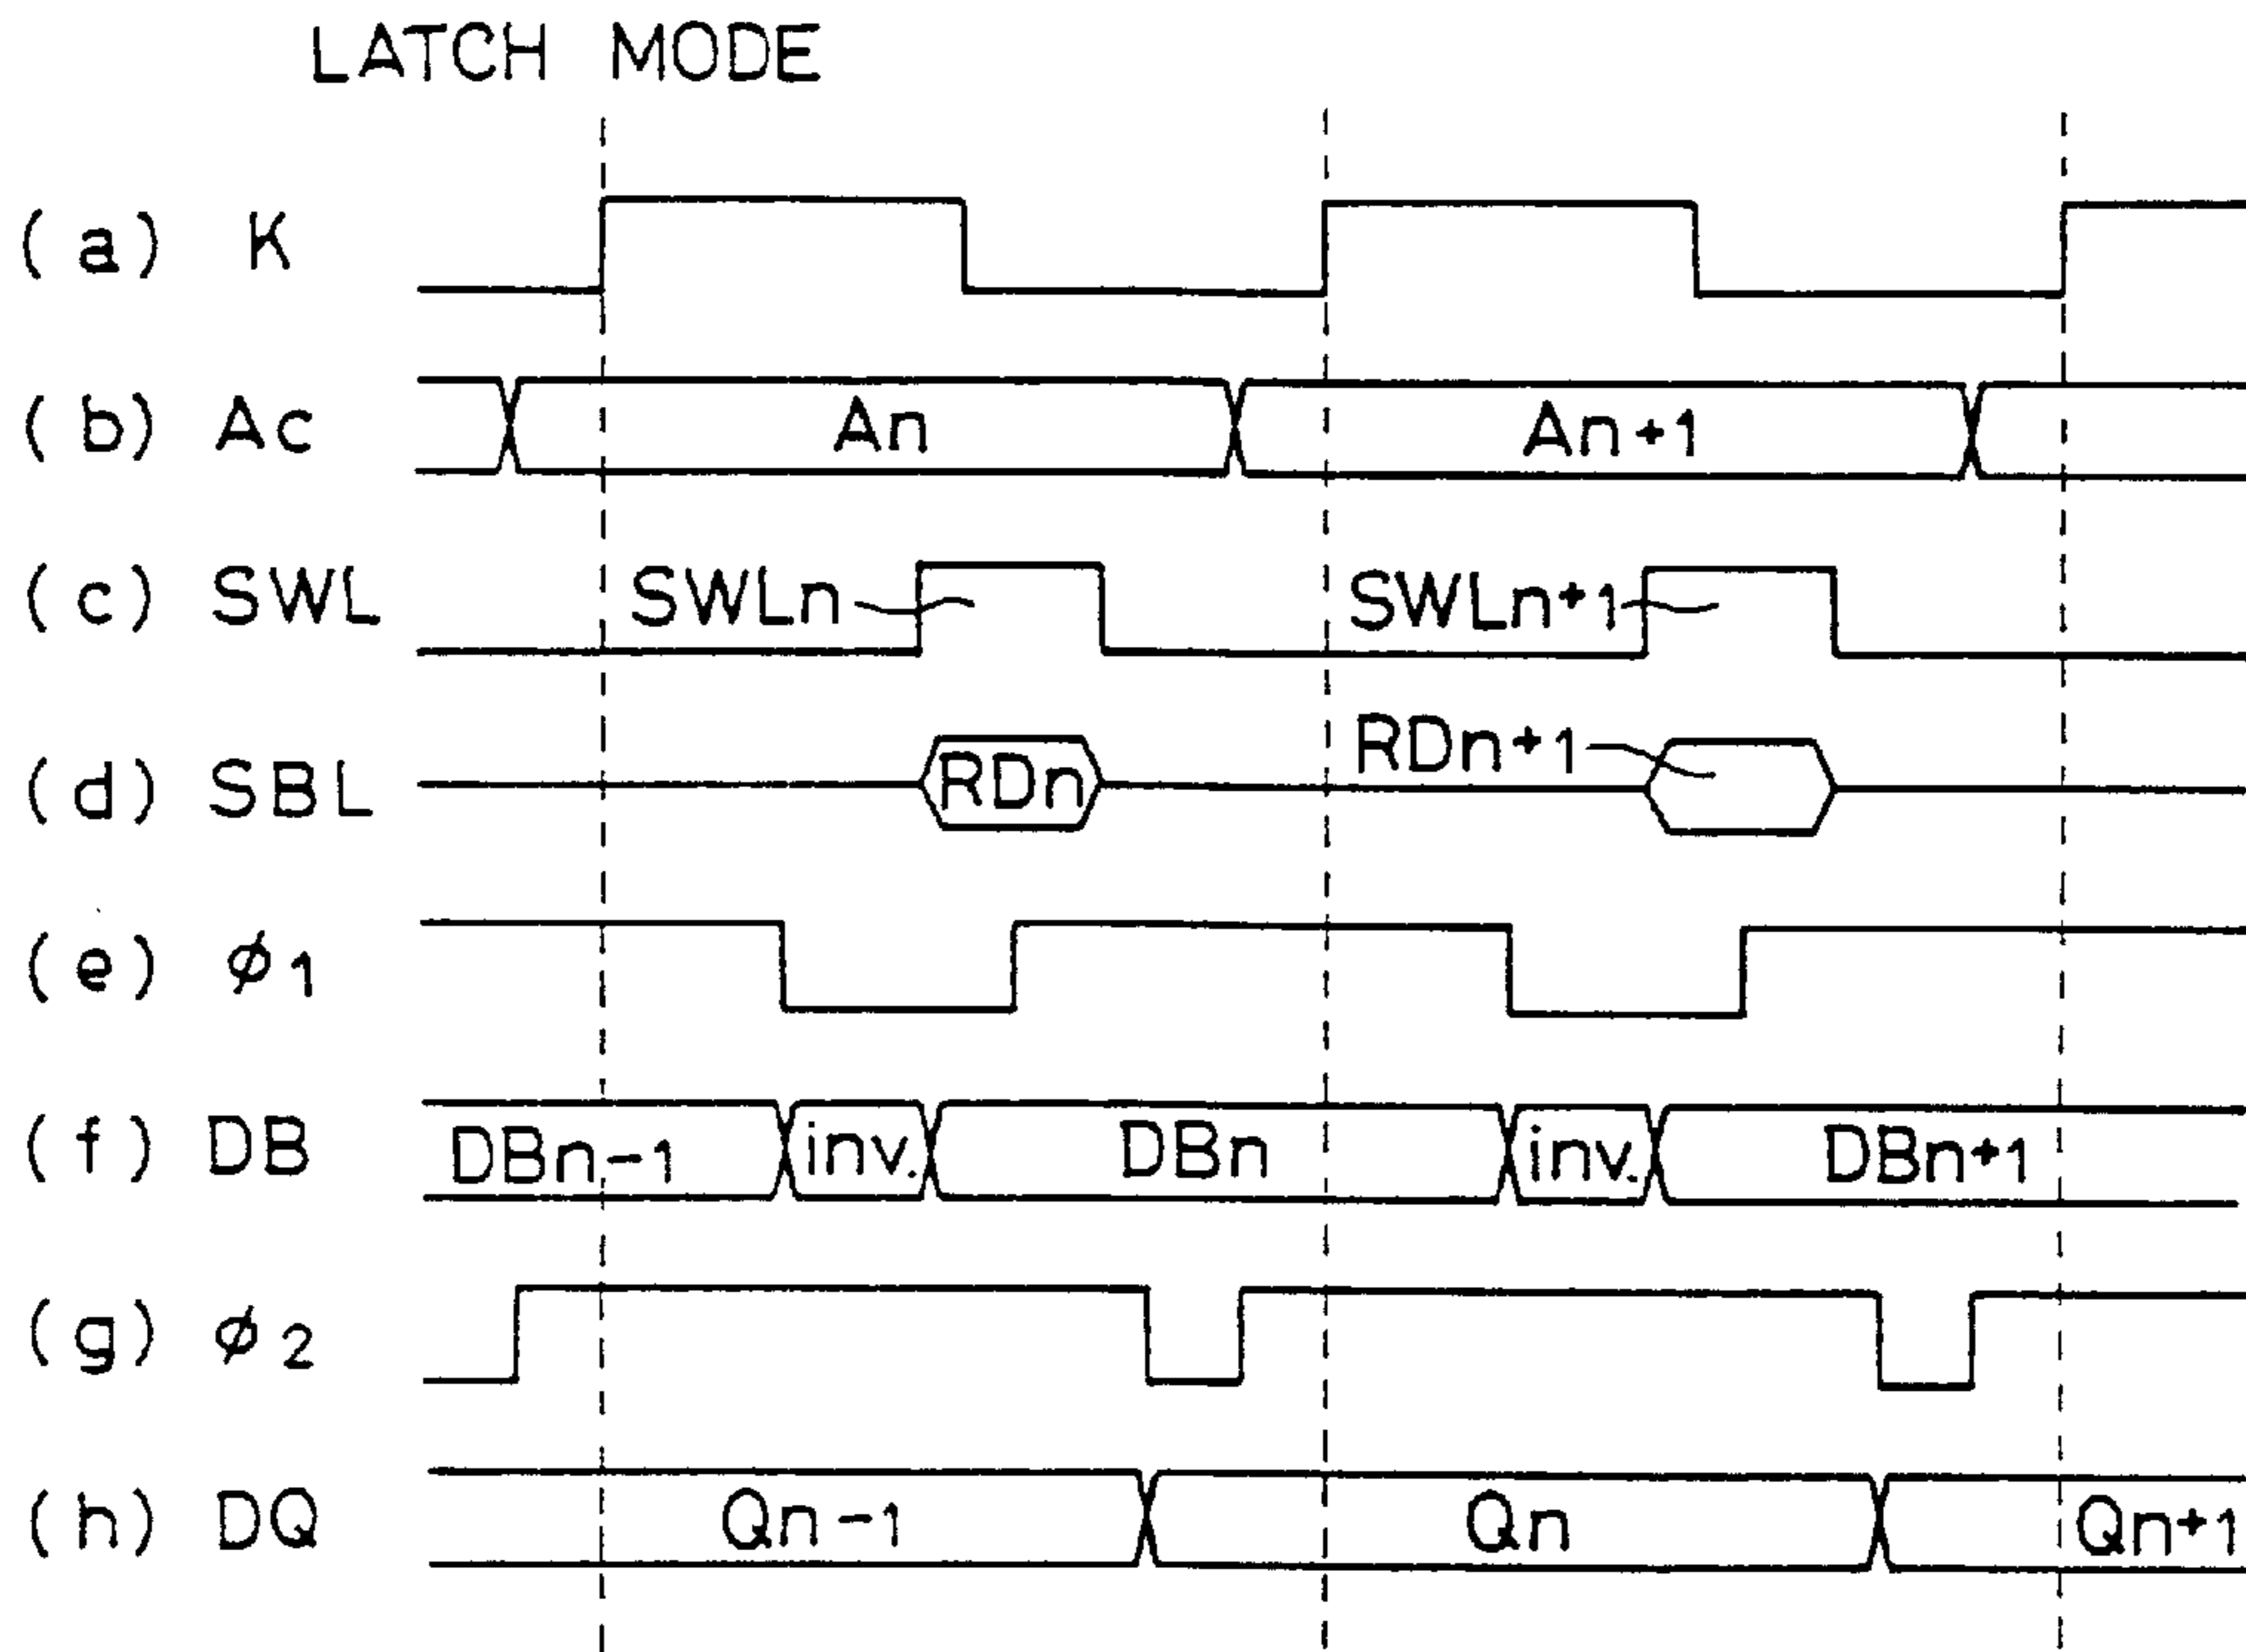 LATCH MODE
(a) K
(b) Ac An An+1
(c) SWL SWLn SWLn+1
(d) SBL RDn RDn+1
(e) ϕ1
(f) DB DBn-1 inv. DBn inv. DBn+1
(g) ϕ2
(h) DQ Qn-1 Qn Qn+1